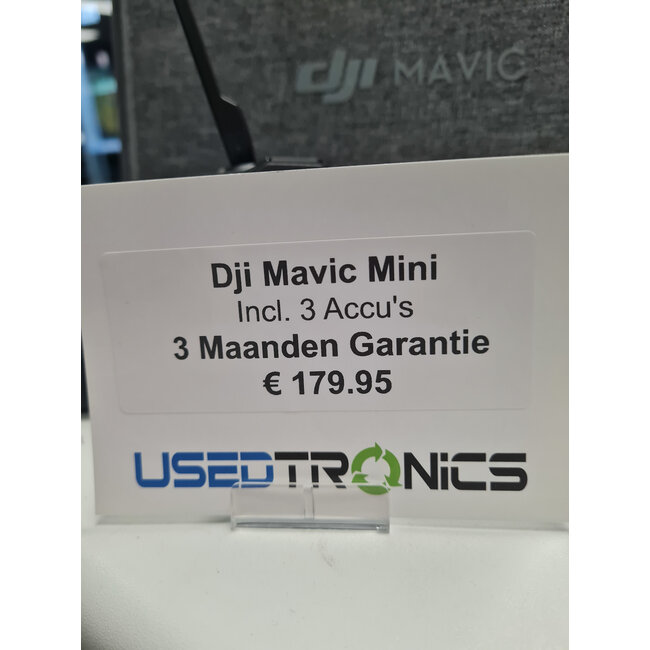 dji MAVIC
Dji Mavic Mini
Incl. 3 Accu's
3 Maanden Garantie
€ 179.95
USEDTRONiCS